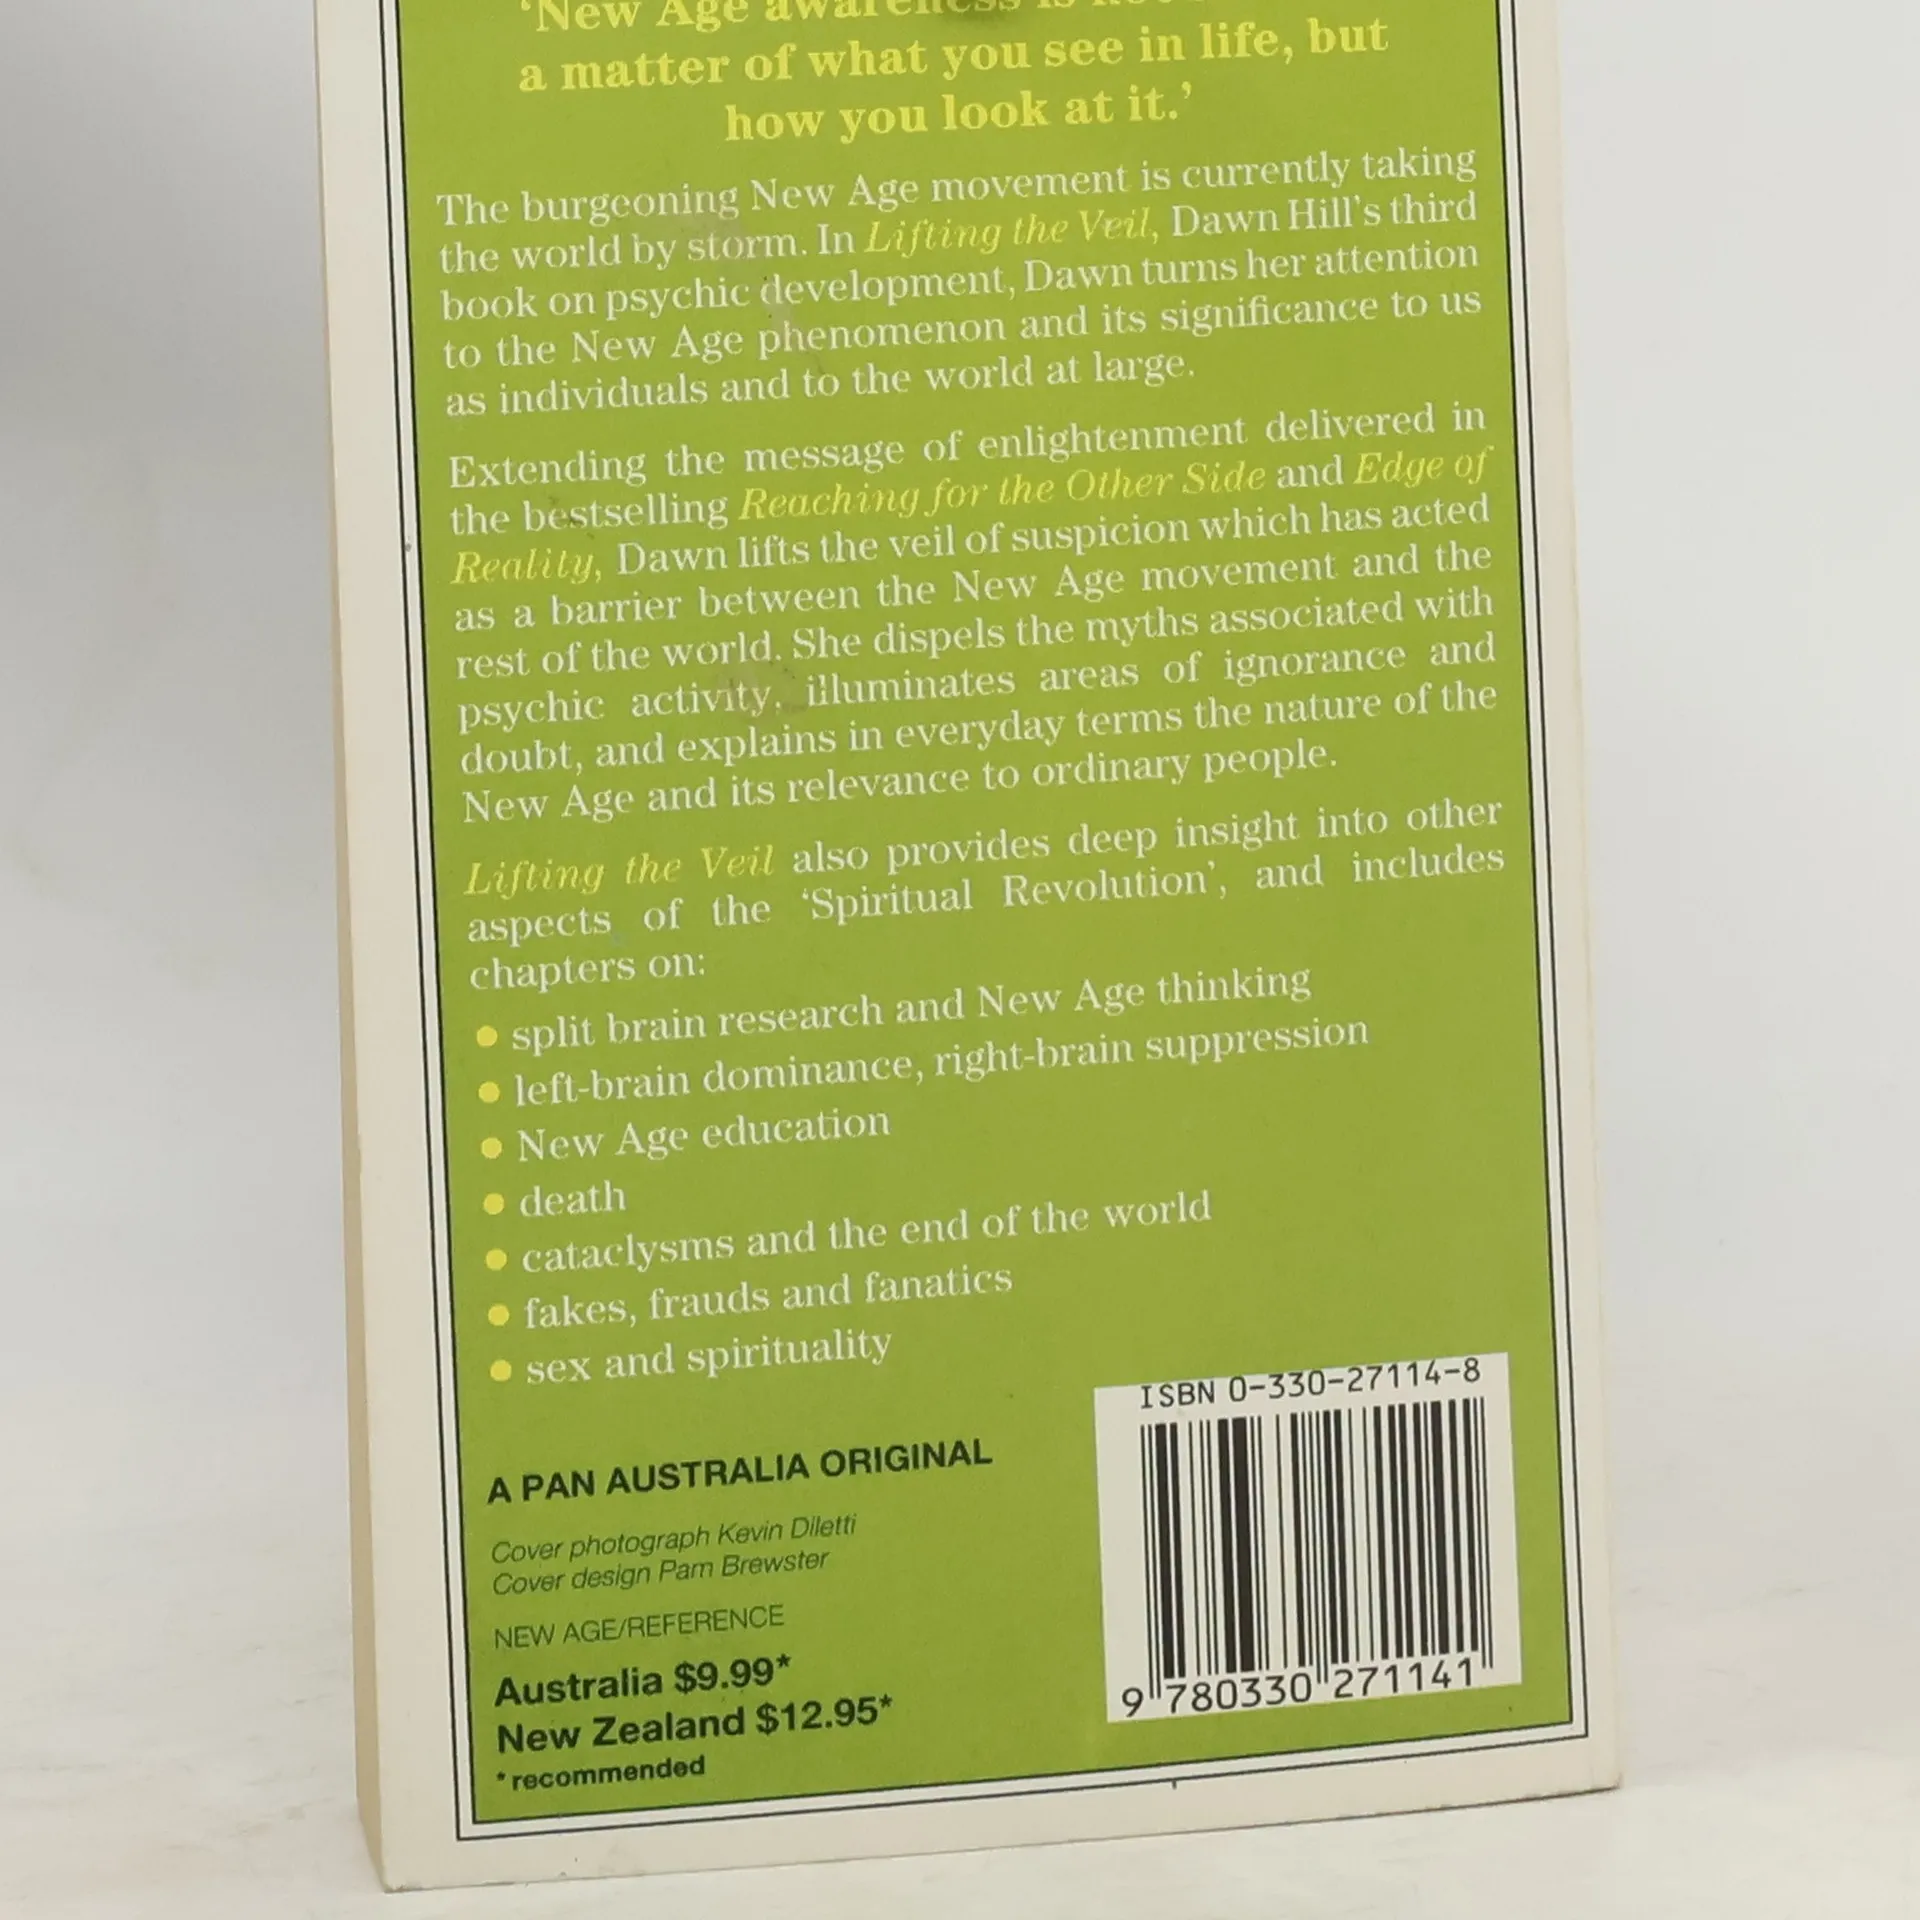 'New Age awareness is
a matter of what you see in life, but
how you look at it.'
The burgeoning New Age movement is currently taking
the world by storm. In Lifting the Veil, Dawn Hill's third
book on psychic development, Dawn turns her attention
to the New Age phenomenon and its significance to us
as individuals and to the world at large.
Extending the message of enlightenment delivered in
the bestselling Reaching for the Other Side and Edge of
Reality, Dawn lifts the veil of suspicion which has acted
as a barrier between the New Age movement and the
rest of the world. She dispels the myths associated with
psychic activity, illuminates areas of ignorance and
doubt, and explains in everyday terms the nature of the
New Age and its relevance to ordinary people.
Lifting the Veil also provides deep insight into other
aspects of the 'Spiritual Revolution', and includes
chapters on:
• split brain research and New Age thinking
• left-brain dominance, right-brain suppression
• New Age education
• death
• cataclysms and the end of the world
• fakes, frauds and fanatics
• sex and spirituality
A PAN AUSTRALIA ORIGINAL
Cover photograph Kevin Diletti
Cover design Pam Brewster
NEW AGE/REFERENCE
Australia $9.99*
New Zealand $12.95*
*recommended
ISBN 0-330-27114-8
9 780330 271141